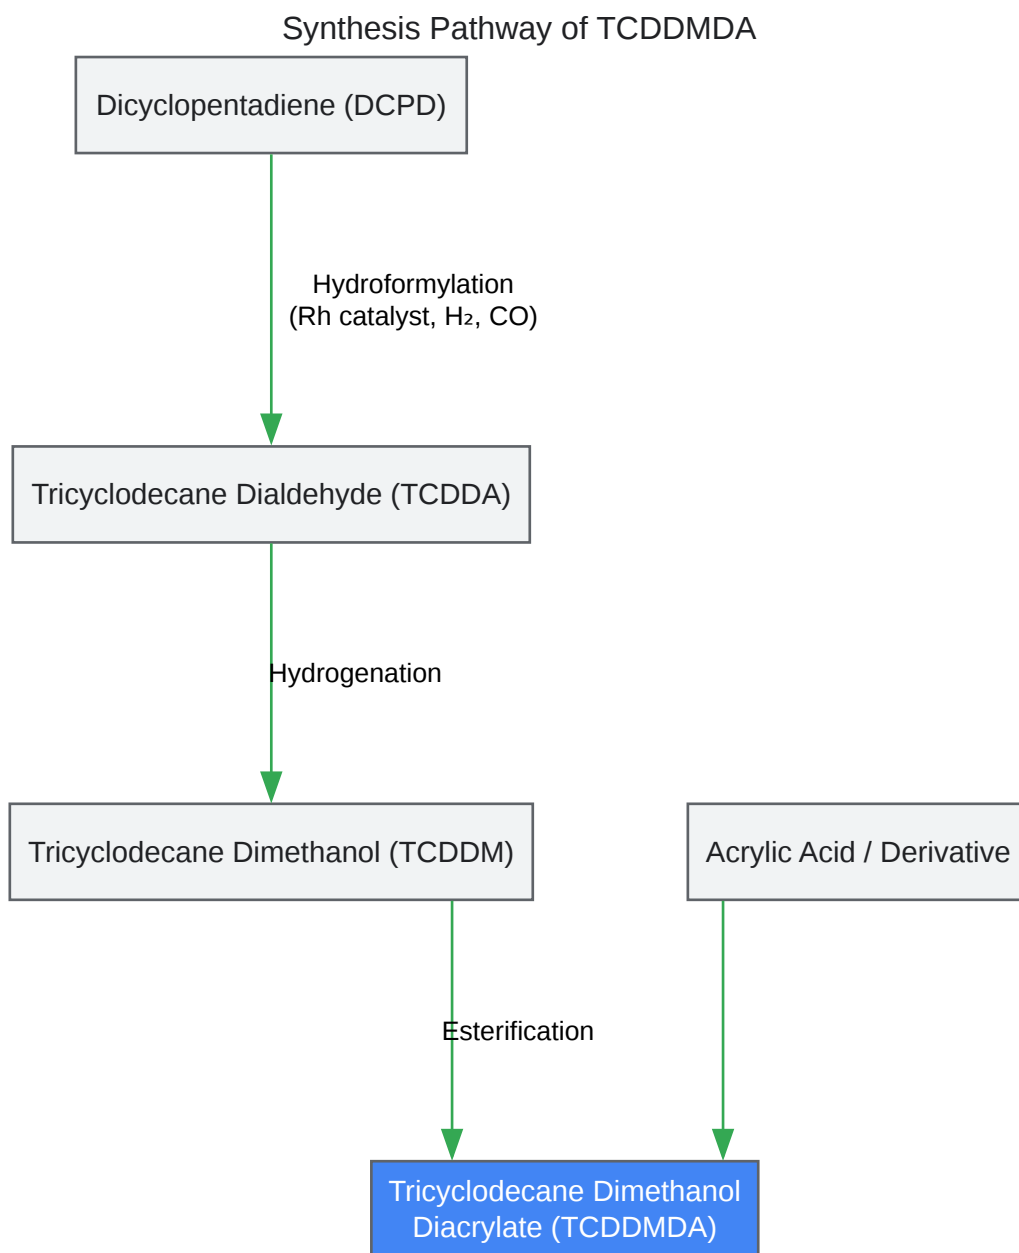 Synthesis Pathway of TCDDMDA
Dicyclopentadiene (DCPD)
Hydroformylation
(Rh catalyst, H₂, CO)
Tricyclodecane Dialdehyde (TCDDA)
Hydrogenation
Tricyclodecane Dimethanol (TCDDM)
Acrylic Acid / Derivative
Esterification
Tricyclodecane Dimethanol
Diacrylate (TCDDMDA)